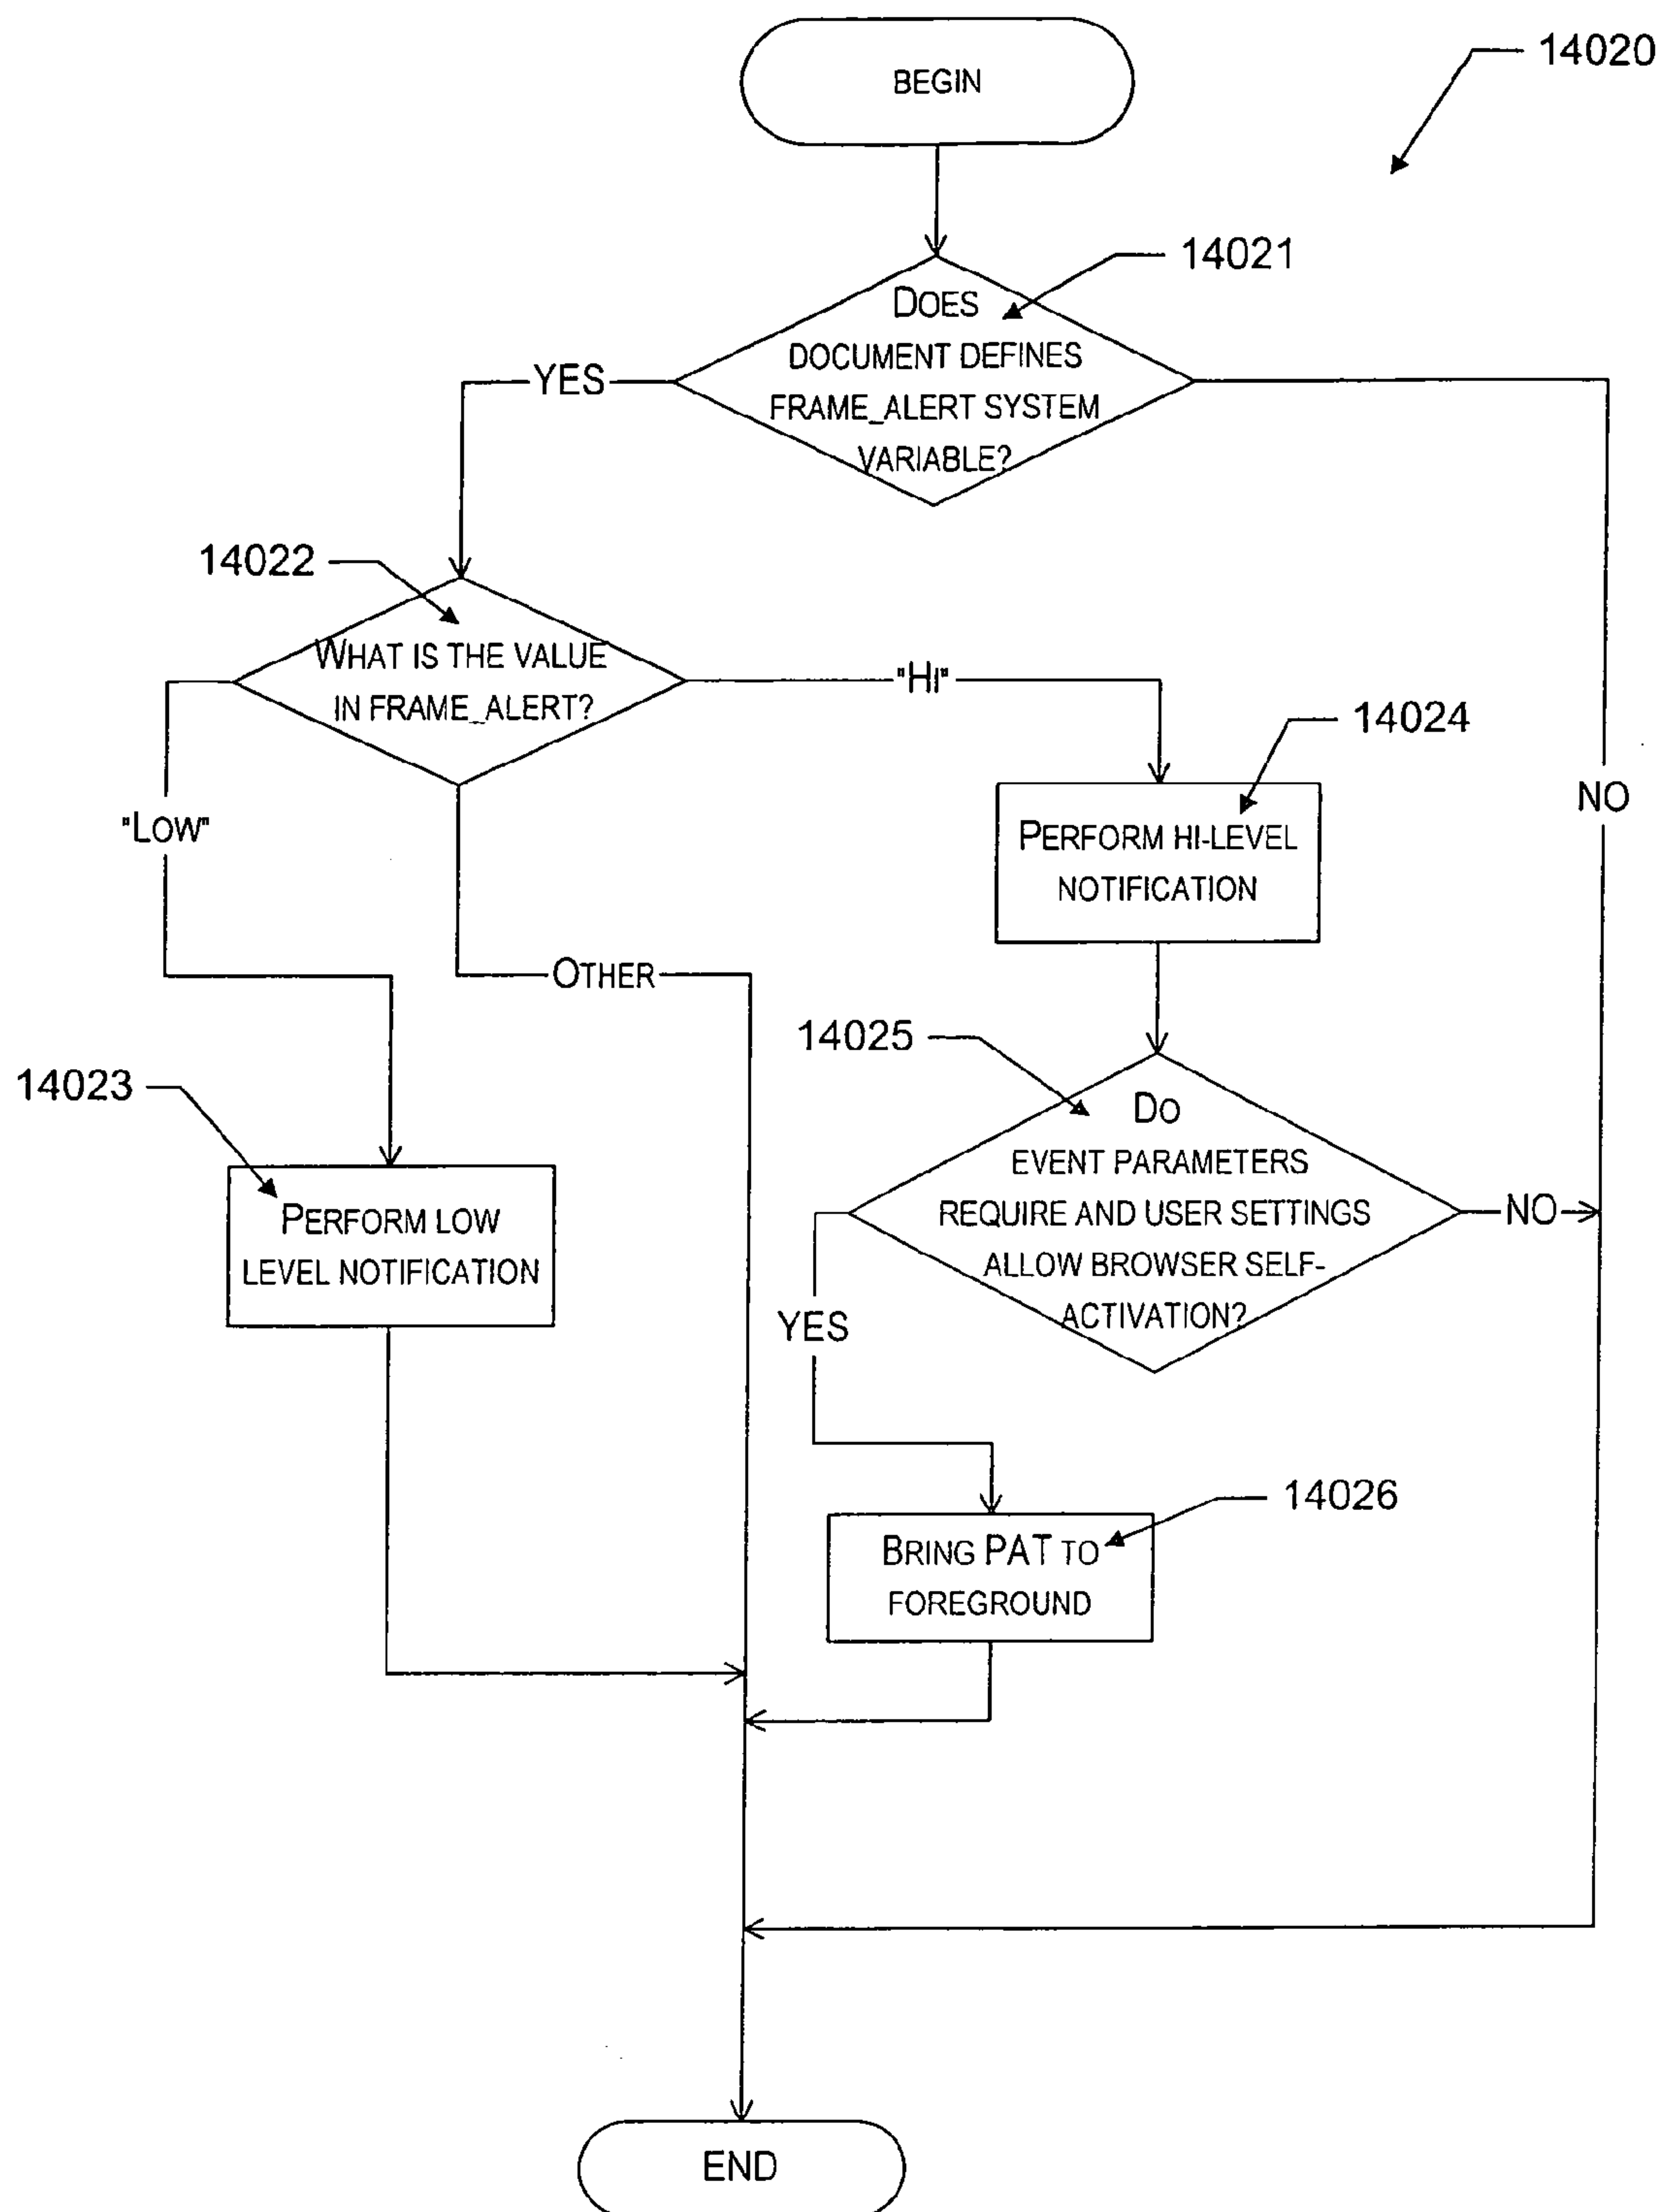 BEGIN
14020
14021
DOES
DOCUMENT DEFINES
FRAME_ALERT SYSTEM
VARIABLE?
YES
14022
WHAT IS THE VALUE
IN FRAME_ALERT?
"HI"
14024
NO
"LOW"
PERFORM HI-LEVEL
NOTIFICATION
OTHER
14025
14023
DO
EVENT PARAMETERS
REQUIRE AND USER SETTINGS
ALLOW BROWSER SELF-
ACTIVATION?
NO
PERFORM LOW
LEVEL NOTIFICATION
YES
14026
BRING PAT TO
FOREGROUND
END